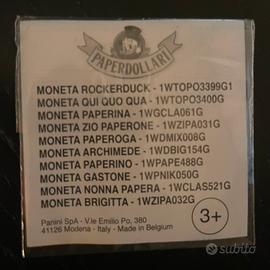 PAPERDOLLARI
MONETA ROCKERDUCK - 1WTOPO3399G1
MONETA QUI QUO QUA - 1WTOPO3400G
MONETA PAPERINA - 1WGCLA061G
MONETA ZIO PAPERONE - 1WZIPA031G
MONETA PAPEROGA - 1WDMIX008G
MONETA ARCHIMEDE - 1WDBIG154G
MONETA PAPERINO - 1WPAPE488G
MONETA GASTONE - 1WPNIK050G
MONETA NONNA PAPERA - 1WCLAS521G
MONETA BRIGITTA - 1WZIPA032G
Panini SpA - V.le Emilio Po, 380
41126 Modena - Italy - Made in Belgium
3+
subito